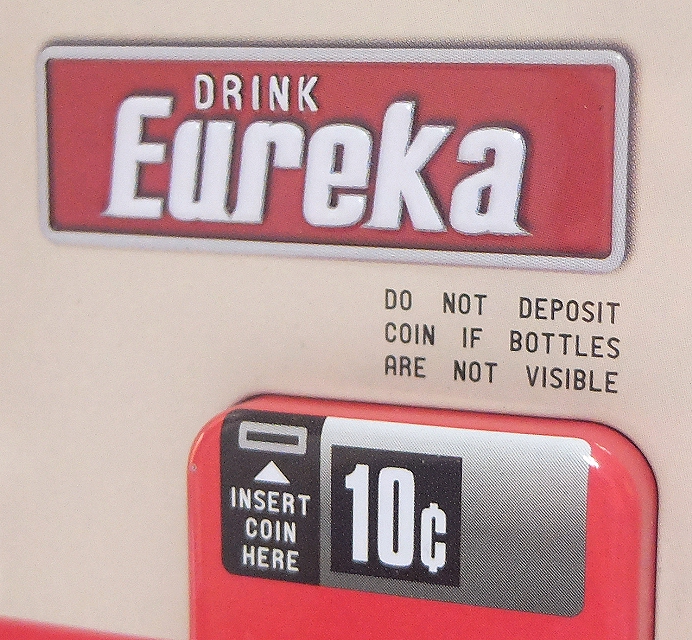 DRINK
Eureka
DO NOT DEPOSIT
COIN IF BOTTLES
ARE NOT VISIBLE
INSERT
COIN
HERE
10¢